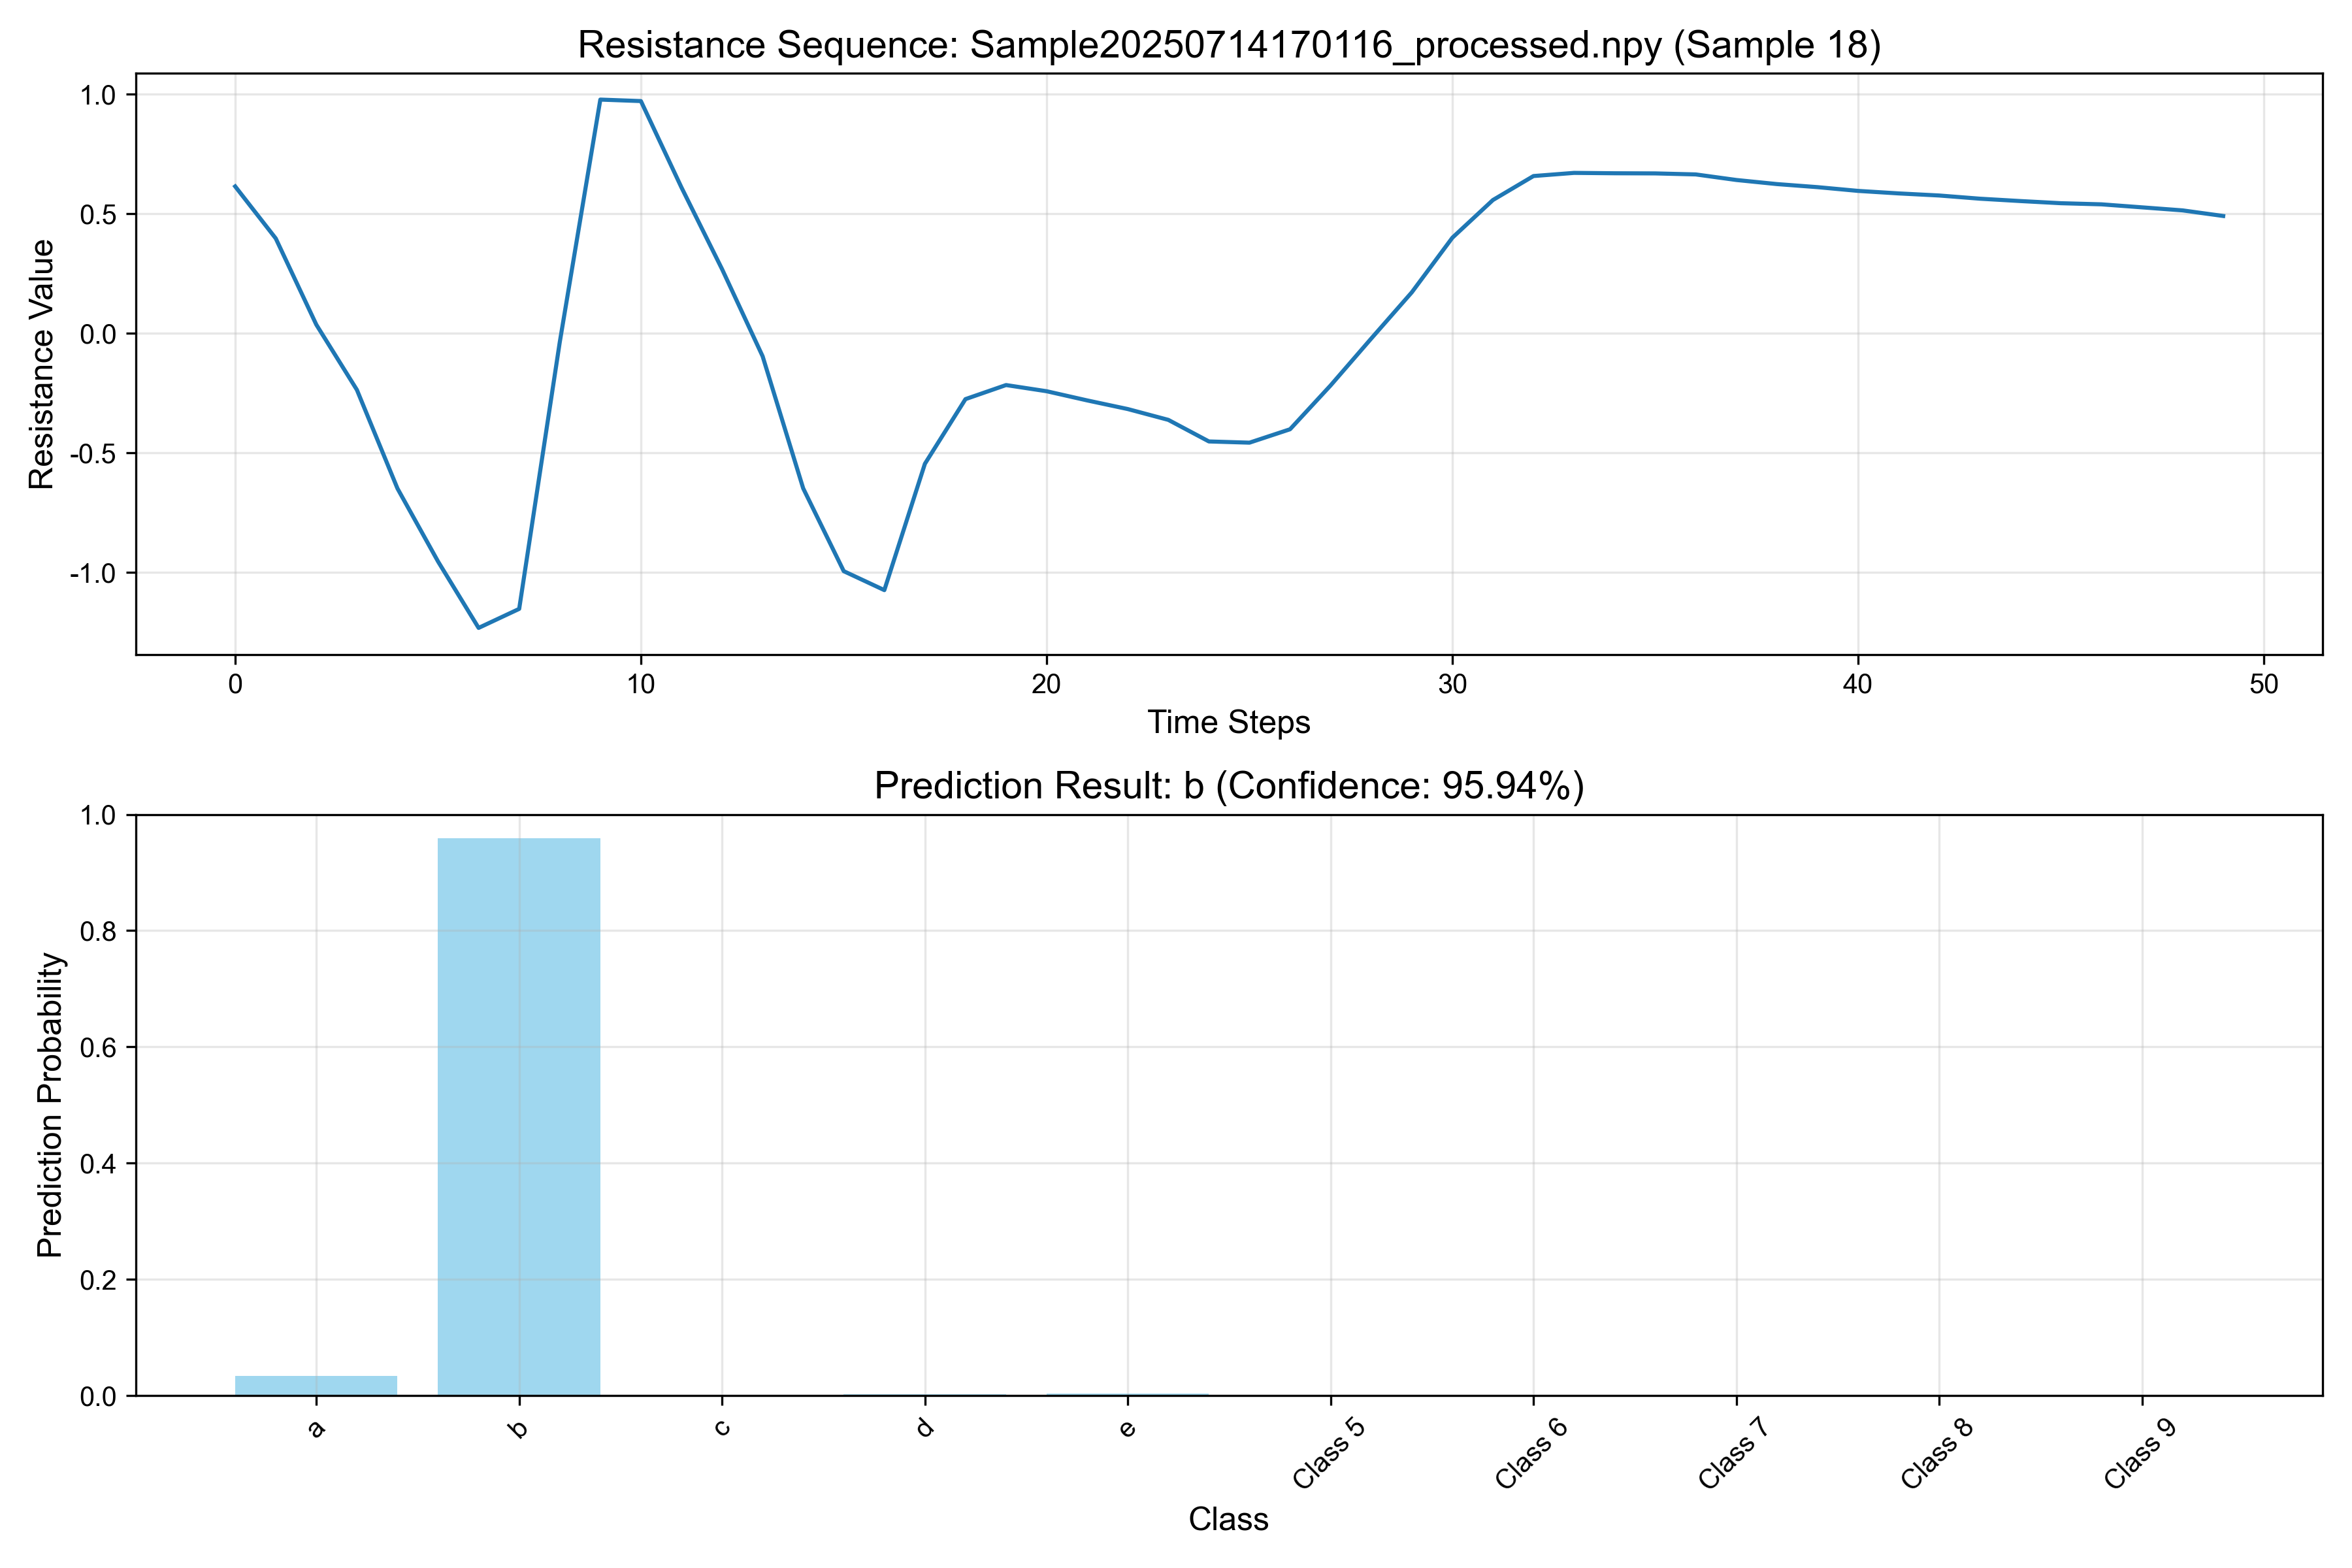 Resistance Sequence: Sample20250714170116_processed.npy (Sample 18)
1.0
0.5
0.0
-0.5
-1.0
Resistance Value
0 10 20 30 40 50
Time Steps
Prediction Result: b (Confidence: 95.94%)
1.0
0.8
0.6
0.4
0.2
0.0
Prediction Probability
a b c d e Class 5 Class 6 Class 7 Class 8 Class 9
Class